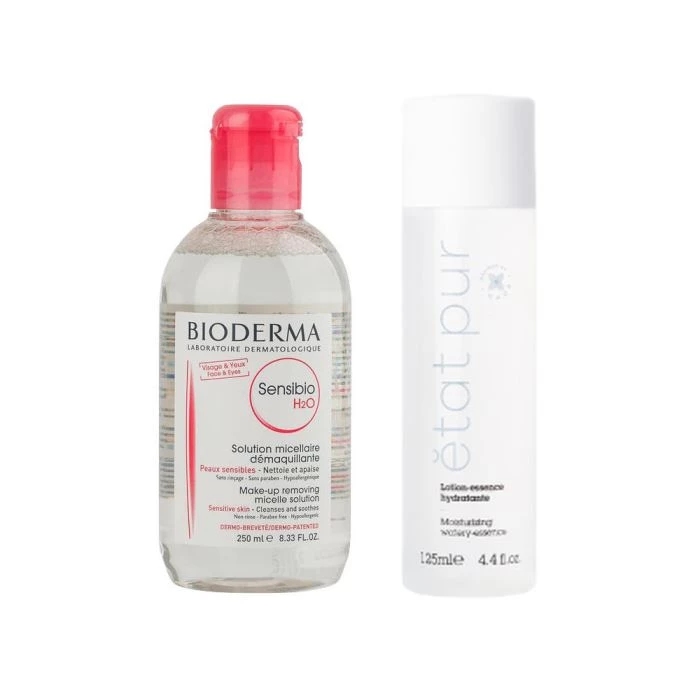 BIODERMA
LABORATOIRE DERMATOLOGIQUE
Visage & Yeux
Face & Eyes
Sensibio
H2O
Solution micellaire
démaquillante
Peaux sensibles - Nettoie et apaise
Sans rinçage - Sans paraben - Hypoallergénique
Make-up removing
micelle solution
Sensitive skin - Cleanses and soothes
Non rinse - Paraben free - Hypoallergenic
DERMO-BREVETÉ/DERMO-PATENTED
250 ml e 8.33 FL.OZ.
état pur
Lotion-essence
hydratante
Moisturizing
watery-essence
125ml e 4.4 fl.oz.